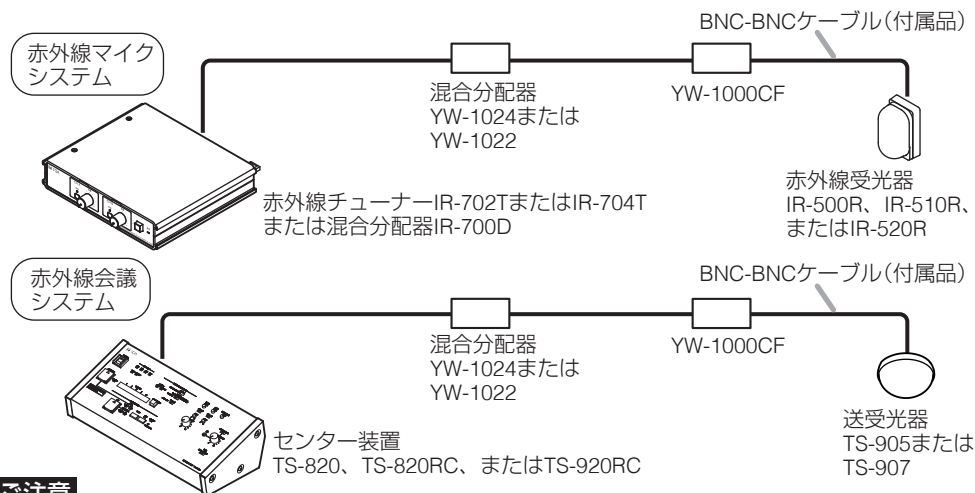 BNC-BNCケーブル（付属品）
赤外線マイク
システム
混合分配器
YW-1024または
YW-1022
YW-1000CF
赤外線チューナーIR-702TまたはIR-704T
または混合分配器IR-700D
赤外線受光器
IR-500R、IR-510R、
またはIR-520R
赤外線会議
システム
BNC-BNCケーブル（付属品）
混合分配器
YW-1024または
YW-1022
YW-1000CF
センター装置
TS-820、TS-820RC、またはTS-920RC
送受光器
TS-905または
TS-907
ご注意